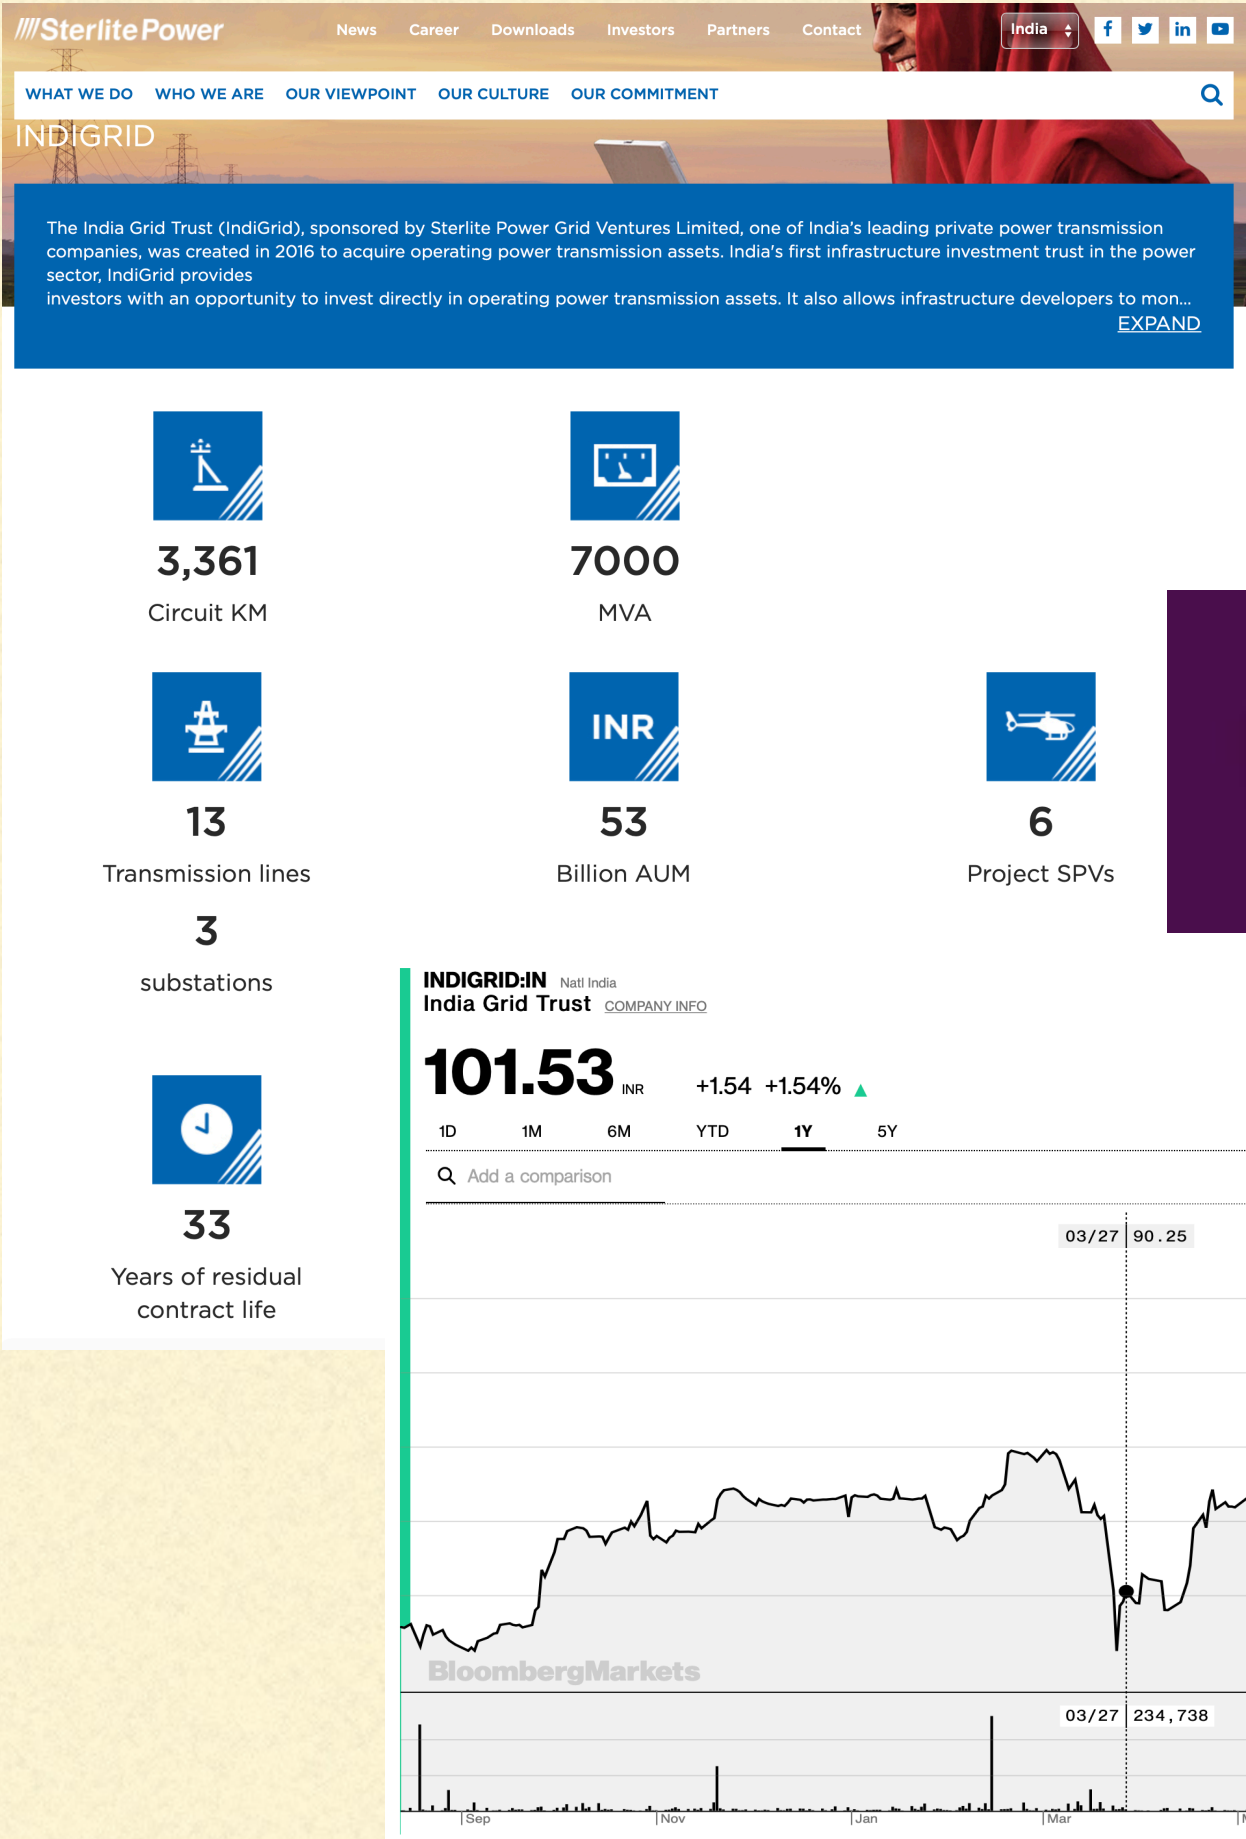 Sterlite Power
News Career Downloads Investors Partners Contact India
WHAT WE DO WHO WE ARE OUR VIEWPOINT OUR CULTURE OUR COMMITMENT
INDIGRID
The India Grid Trust (IndiGrid), sponsored by Sterlite Power Grid Ventures Limited, one of India’s leading private power transmission
companies, was created in 2016 to acquire operating power transmission assets. India's first infrastructure investment trust in the power
sector, IndiGrid provides
investors with an opportunity to invest directly in operating power transmission assets. It also allows infrastructure developers to mon...
EXPAND
3,361
Circuit KM
7000
MVA
13
Transmission lines
3
substations
INR
53
Billion AUM
6
Project SPVs
33
Years of residual
contract life
INDIGRID:IN Natl India
India Grid Trust COMPANY INFO
101.53 INR +1.54 +1.54%
1D 1M 6M YTD 1Y 5Y
Add a comparison
03/27 90.25
BloombergMarkets
03/27 234,738
Sep Nov Jan Mar